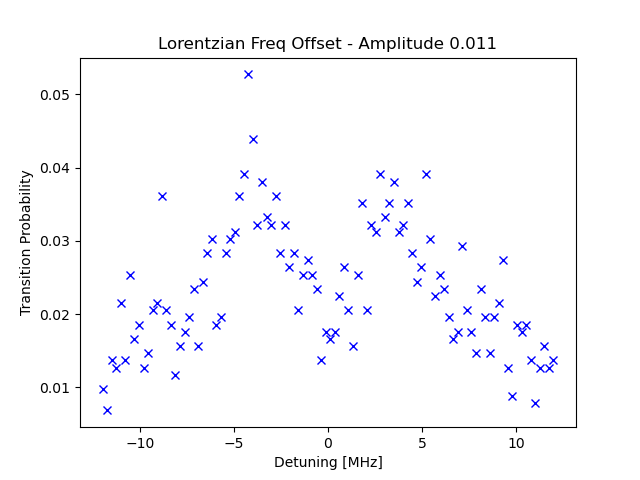 Lorentzian Freq Offset - Amplitude 0.011
0.05
0.04
0.03
0.02
0.01
Transition Probability
−10 −5 0 5 10
Detuning [MHz]